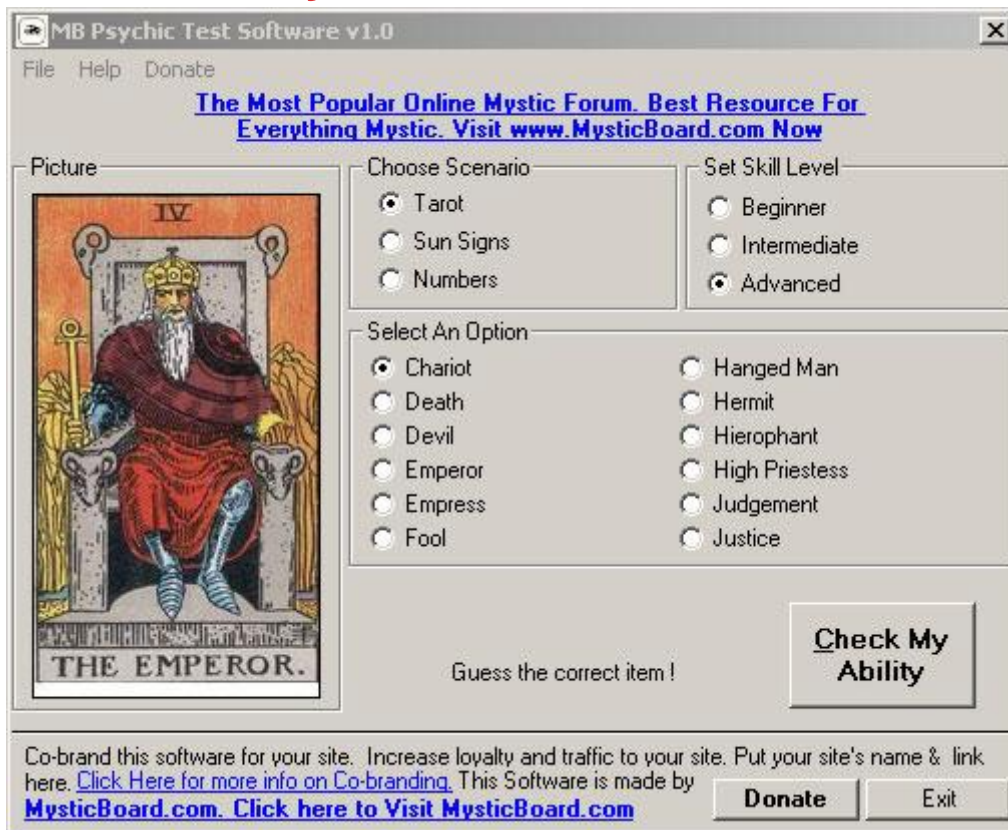 MB Psychic Test Software v1.0
File Help Donate
The Most Popular Online Mystic Forum. Best Resource For
Everything Mystic. Visit www.MysticBoard.com Now
Picture
IV
THE EMPEROR.
Choose Scenario
Tarot
Sun Signs
Numbers
Set Skill Level
Beginner
Intermediate
Advanced
Select An Option
Chariot
Death
Devil
Emperor
Empress
Fool
Hanged Man
Hermit
Hierophant
High Priestess
Judgement
Justice
Guess the correct item !
Check My
Ability
Co-brand this software for your site. Increase loyalty and traffic to your site. Put your site's name & link
here. Click Here for more info on Co-branding. This Software is made by
MysticBoard.com. Click here to Visit MysticBoard.com
Donate
Exit